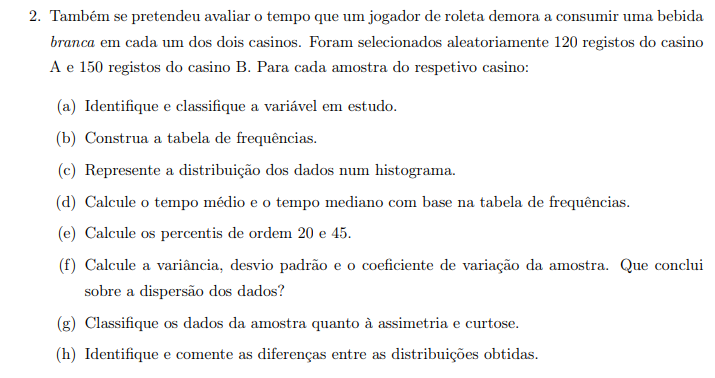 2. Também se pretendeu avaliar o tempo que um jogador de roleta demora a consumir uma bebida
branca em cada um dos dois casinos. Foram selecionados aleatoriamente 120 registos do casino
A e 150 registos do casino B. Para cada amostra do respetivo casino:
(a) Identifique e classifique a variável em estudo.
(b) Construa a tabela de frequências.
(c) Represente a distribuição dos dados num histograma.
(d) Calcule o tempo médio e o tempo mediano com base na tabela de frequências.
(e) Calcule os percentis de ordem 20 e 45.
(f) Calcule a variância, desvio padrão e o coeficiente de variação da amostra. Que conclui
sobre a dispersão dos dados?
(g) Classifique os dados da amostra quanto à assimetria e curtose.
(h) Identifique e comente as diferenças entre as distribuições obtidas.